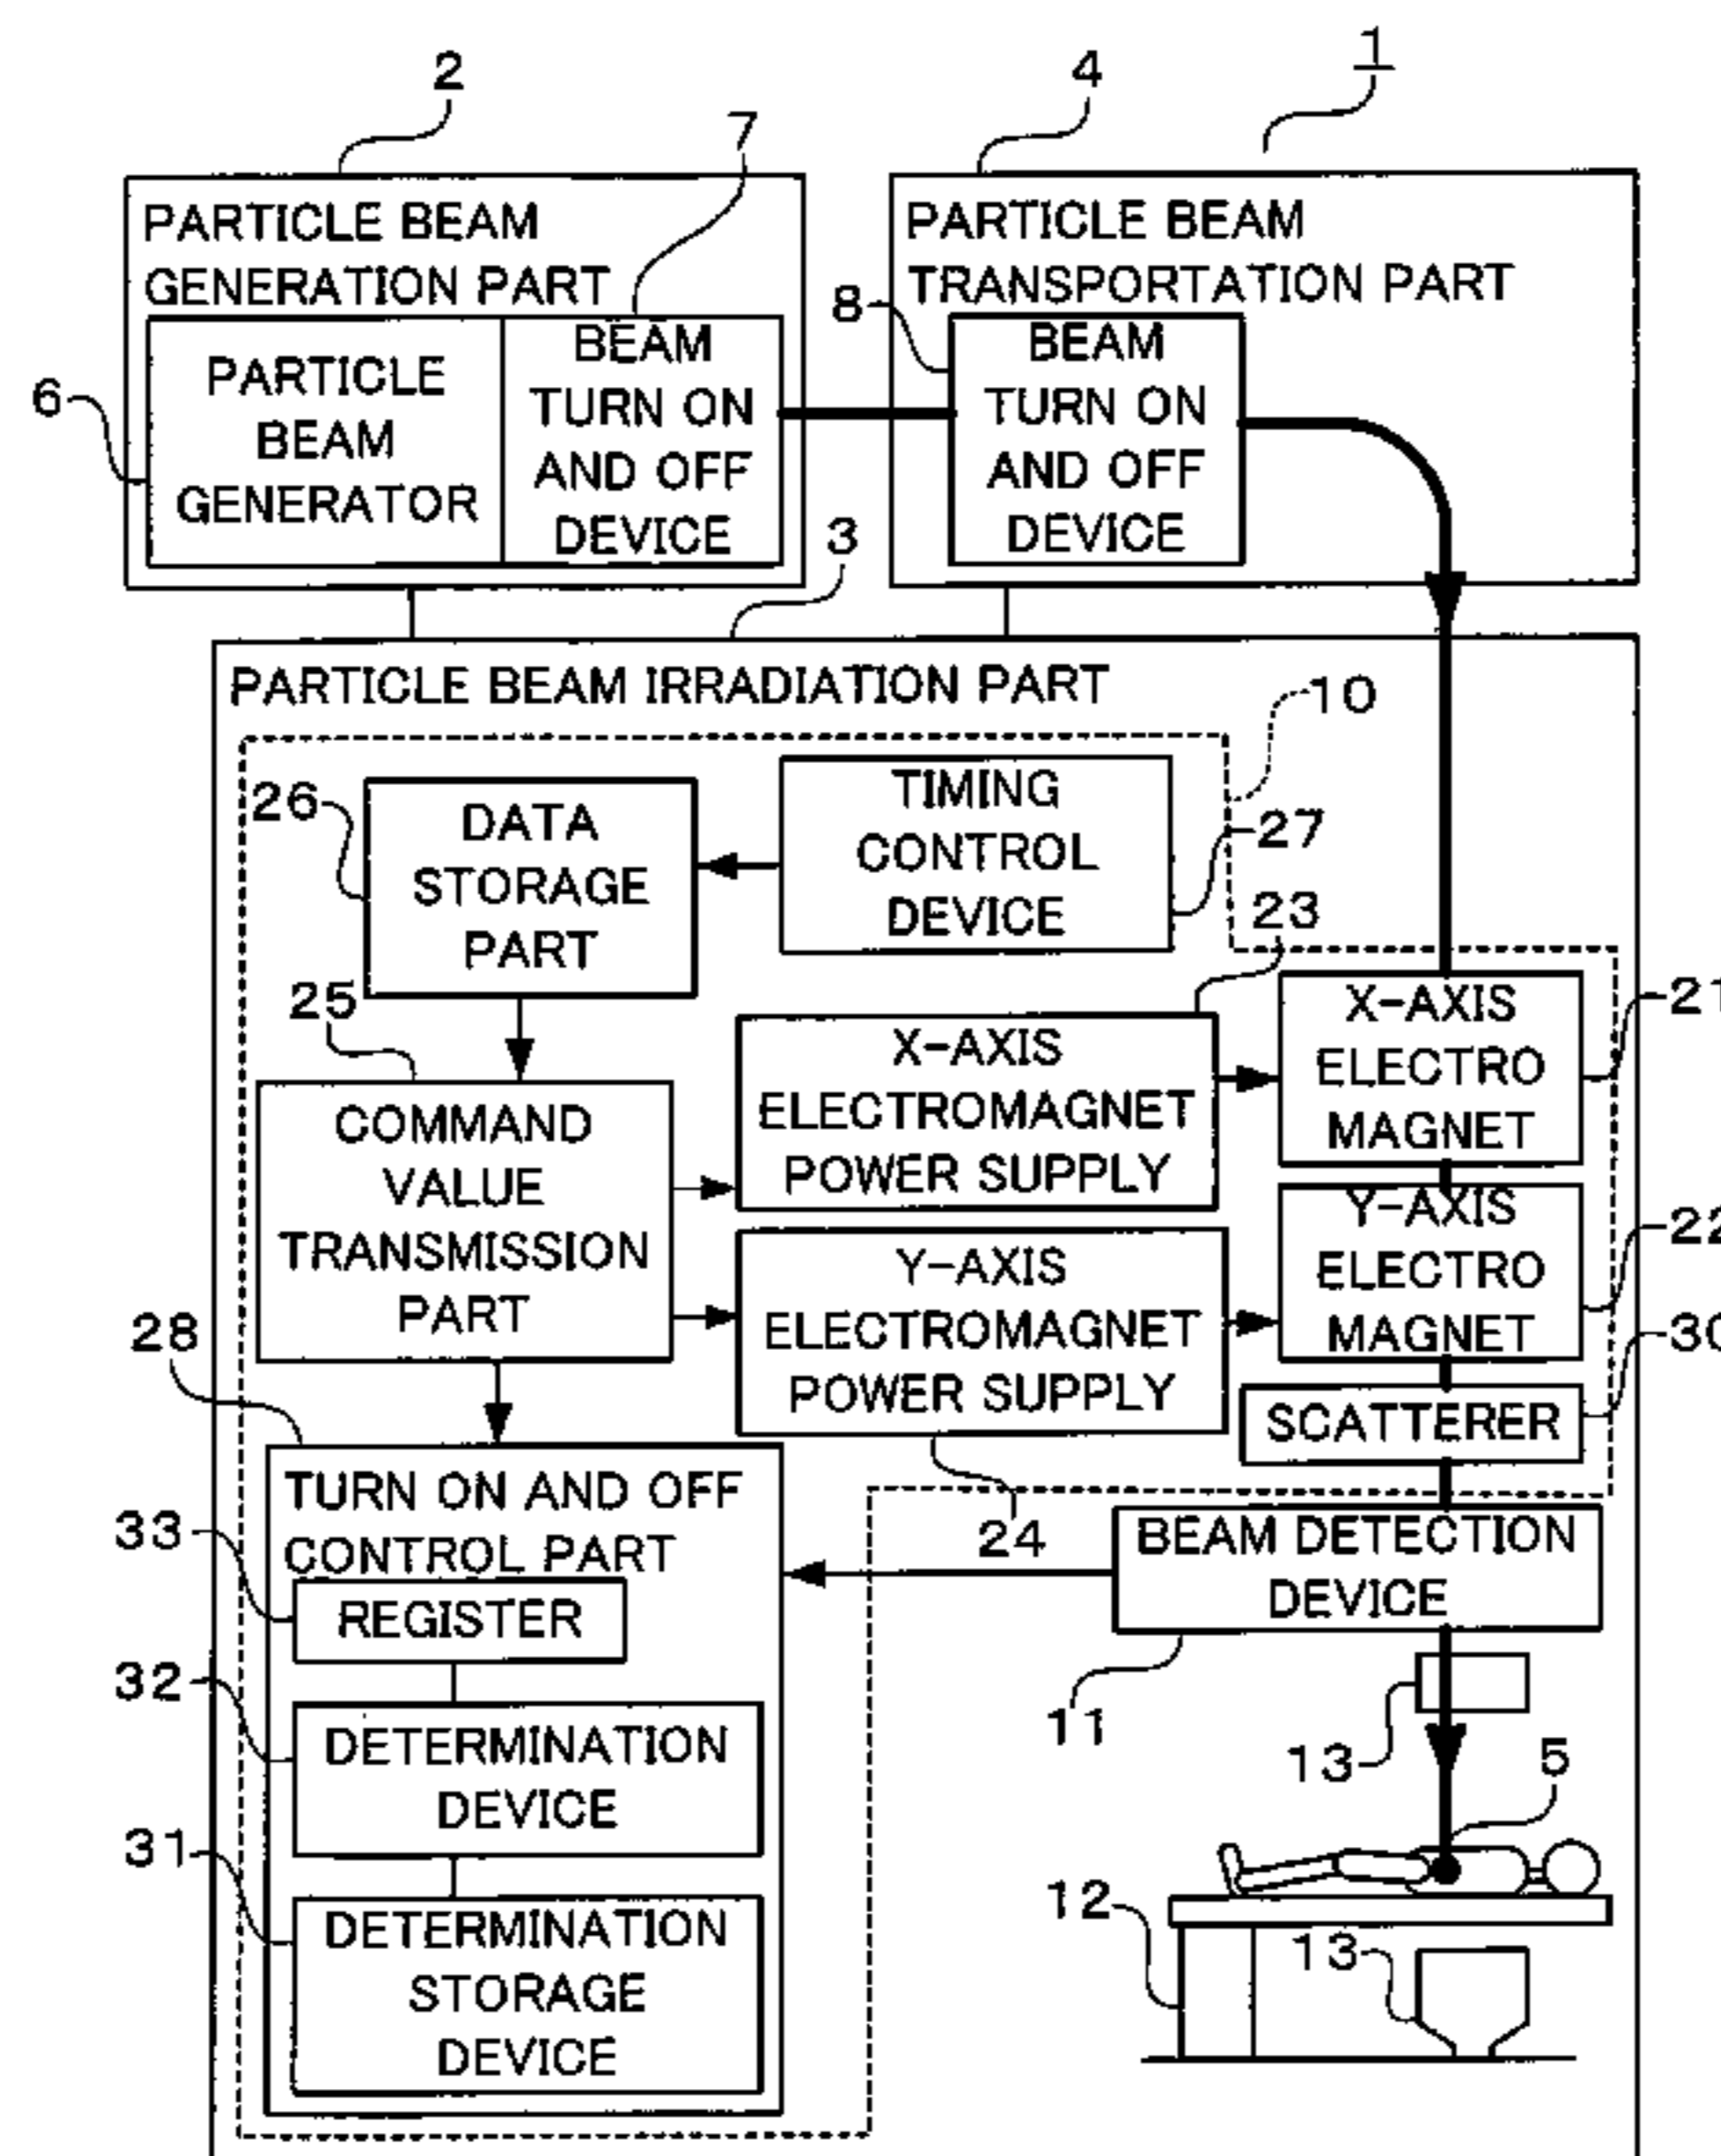 1
2
4
7
PARTICLE BEAM
GENERATION PART
PARTICLE BEAM
TRANSPORTATION PART
8
6
PARTICLE
BEAM
GENERATOR
BEAM
TURN ON
AND OFF
DEVICE
BEAM
TURN ON
AND OFF
DEVICE
3
PARTICLE BEAM IRRADIATION PART
10
26
DATA
STORAGE
PART
TIMING
CONTROL
DEVICE
27
23
25
X-AXIS
ELECTRO
MAGNET
21
COMMAND
VALUE
TRANSMISSION
PART
X-AXIS
ELECTROMAGNET
POWER SUPPLY
Y-AXIS
ELECTRO
MAGNET
22
Y-AXIS
ELECTROMAGNET
POWER SUPPLY
28
30
SCATTERER
TURN ON AND OFF
CONTROL PART
24
BEAM DETECTION
DEVICE
33
REGISTER
32
DETERMINATION
DEVICE
11
13
5
31
DETERMINATION
STORAGE
DEVICE
12
13